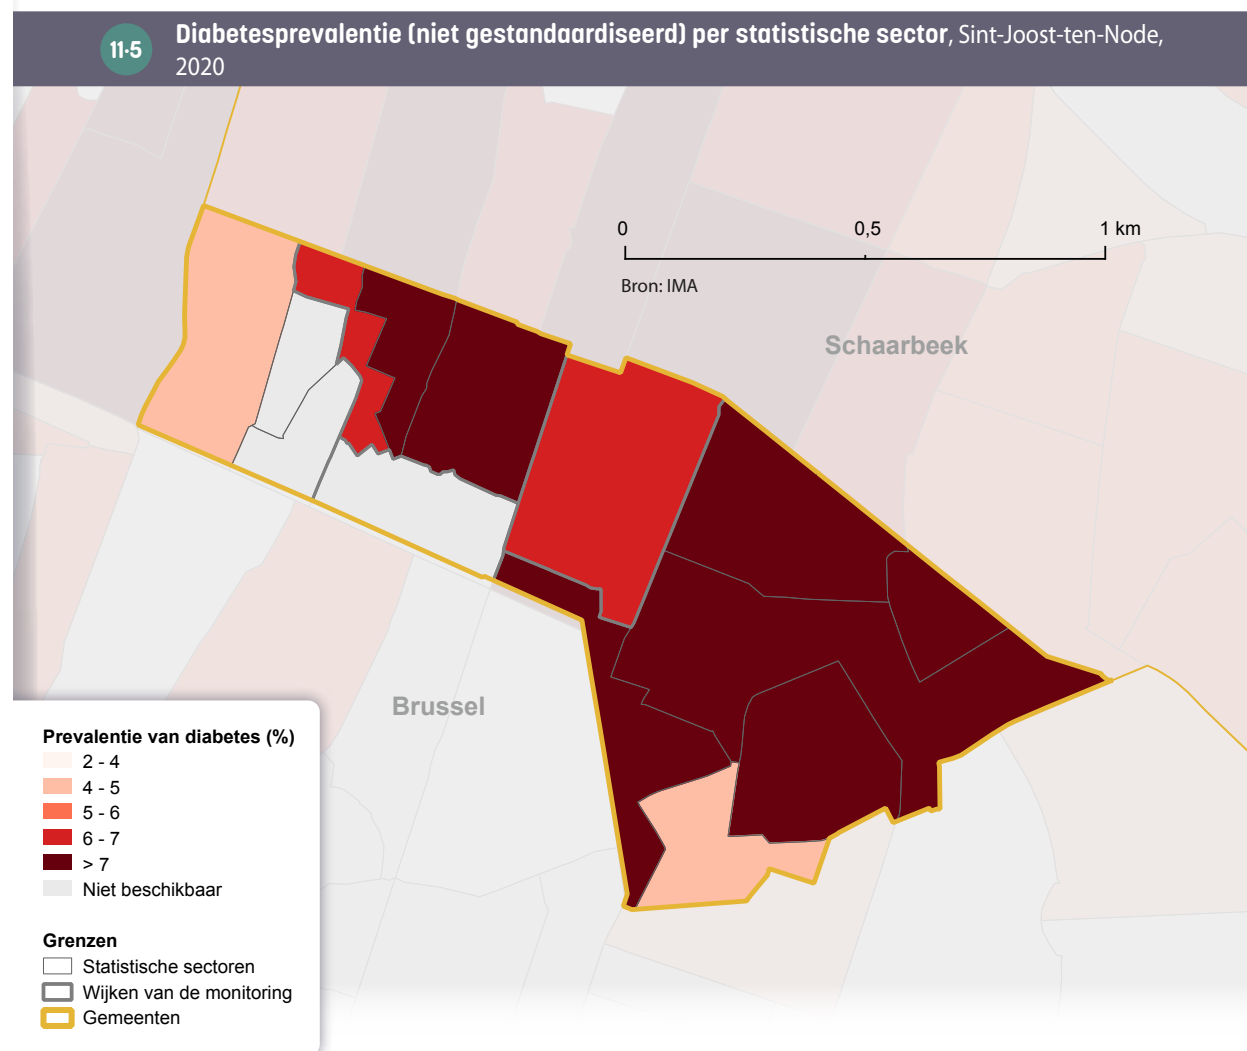 11·5
Diabetesprevalentie (niet gestandaardiseerd) per statistische sector, Sint-Joost-ten-Node,
2020
0 0,5 1 km
Bron: IMA
Schaarbeek
Brussel
Prevalentie van diabetes (%)
2 - 4
4 - 5
5 - 6
6 - 7
> 7
Niet beschikbaar
Grenzen
Statistische sectoren
Wijken van de monitoring
Gemeenten